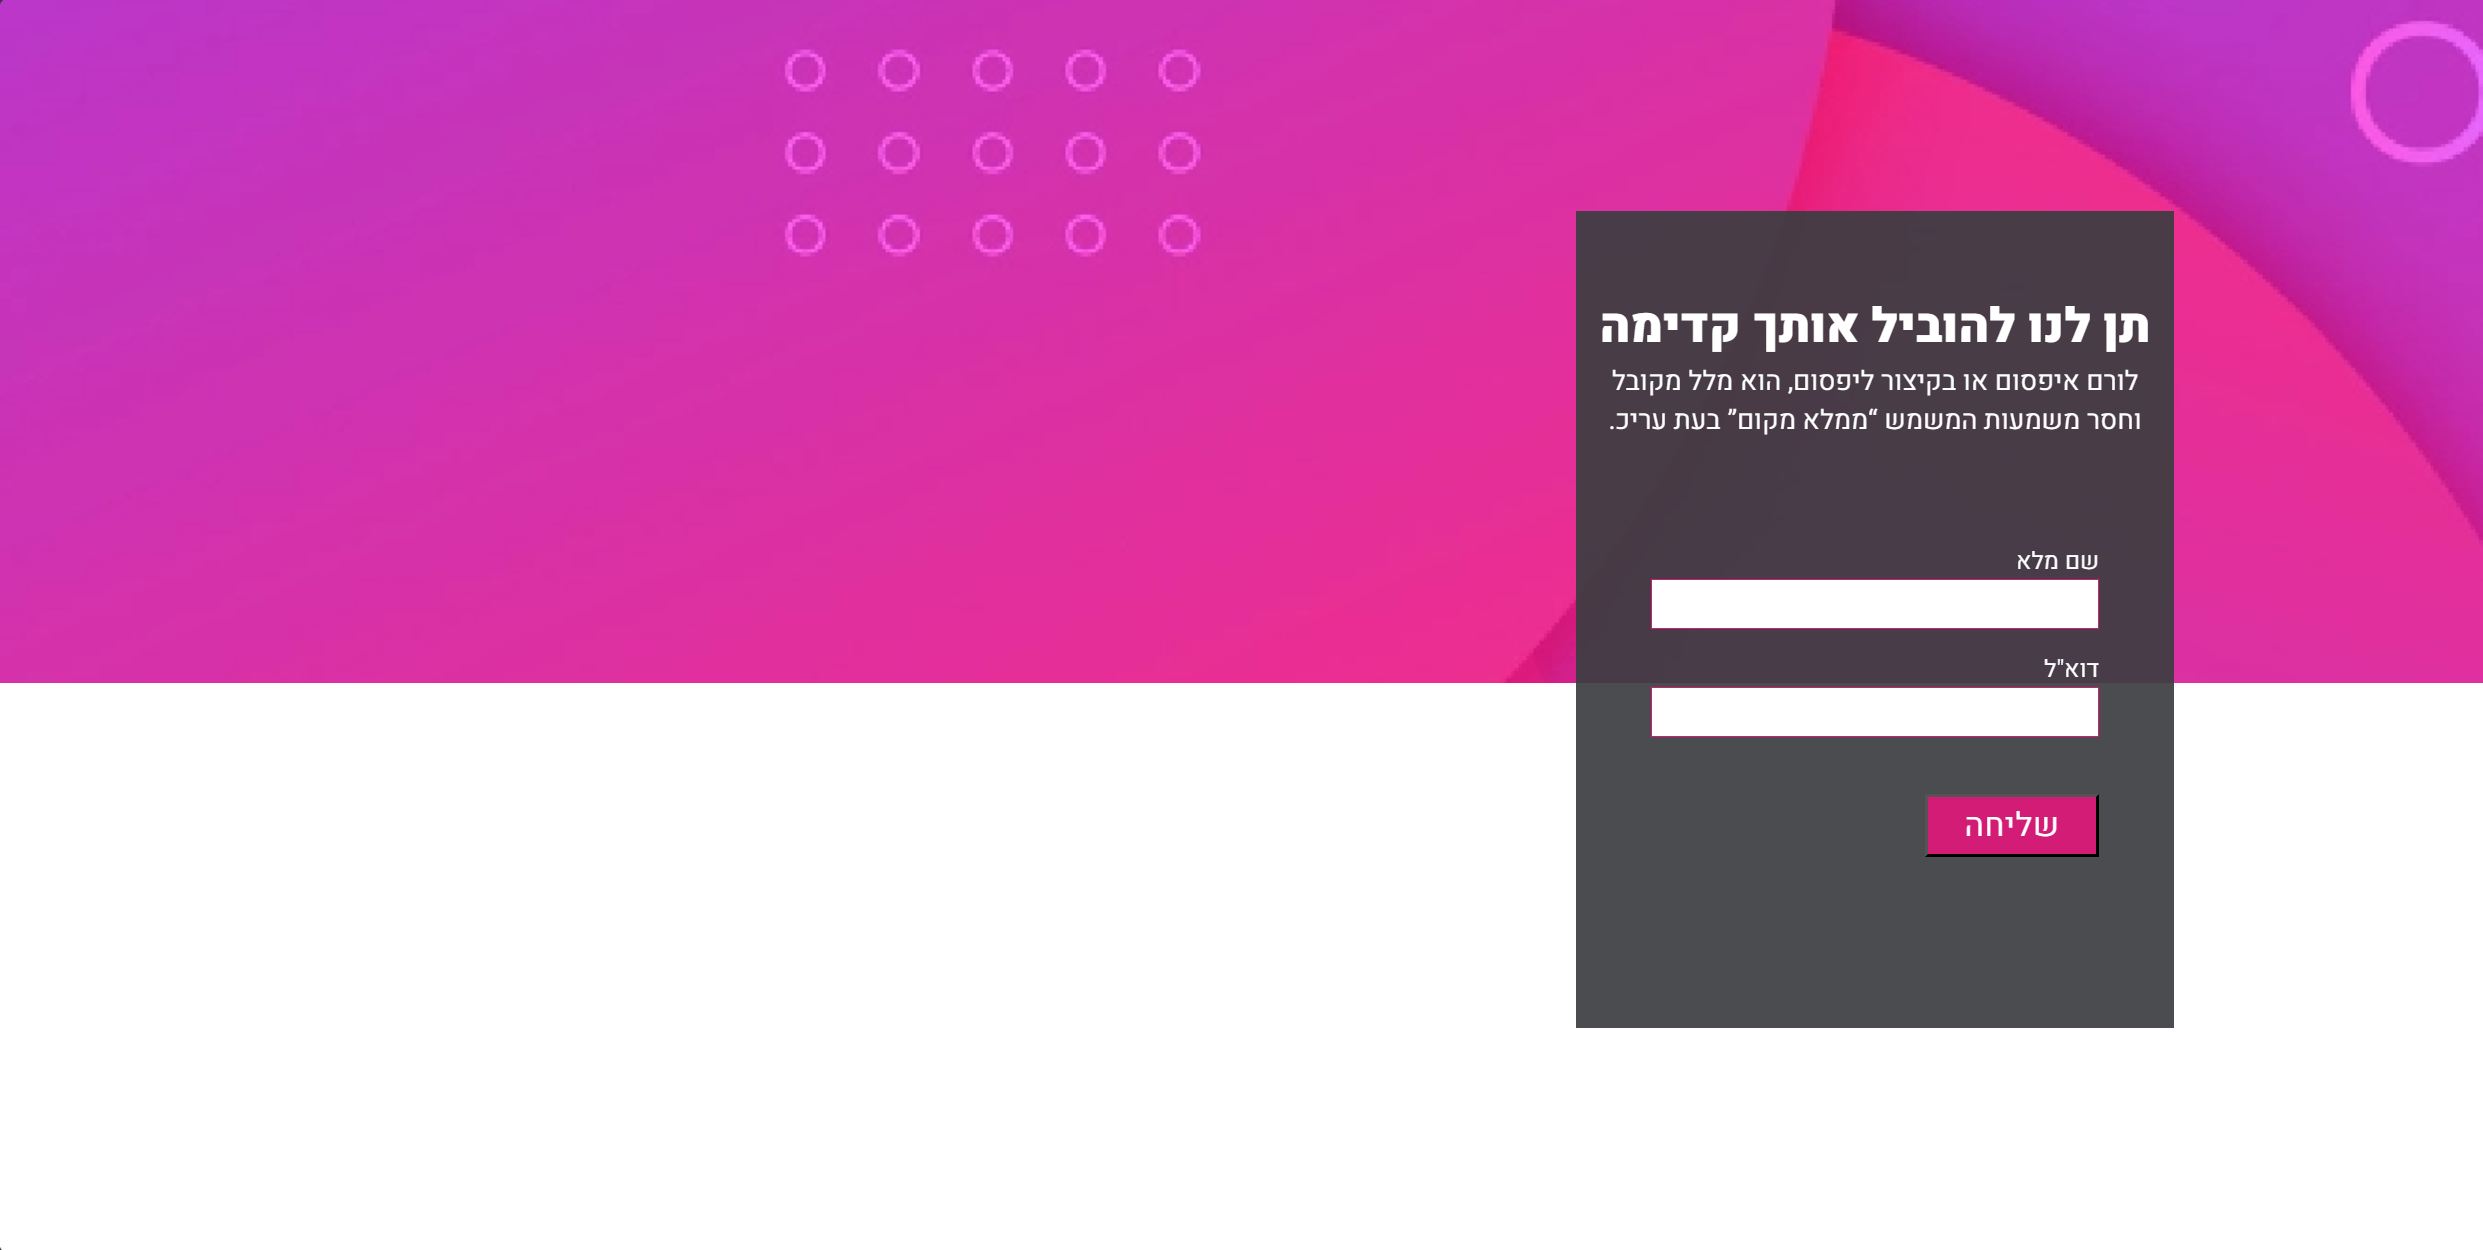 תן לנו להוביל אותך קדימה
לורם איפסום או בקיצור ליפסום, הוא מלל מקובל
וחסר משמעות המשמש “ממלא מקום” בעת עריכ.
שם מלא
דוא"ל
שליחה